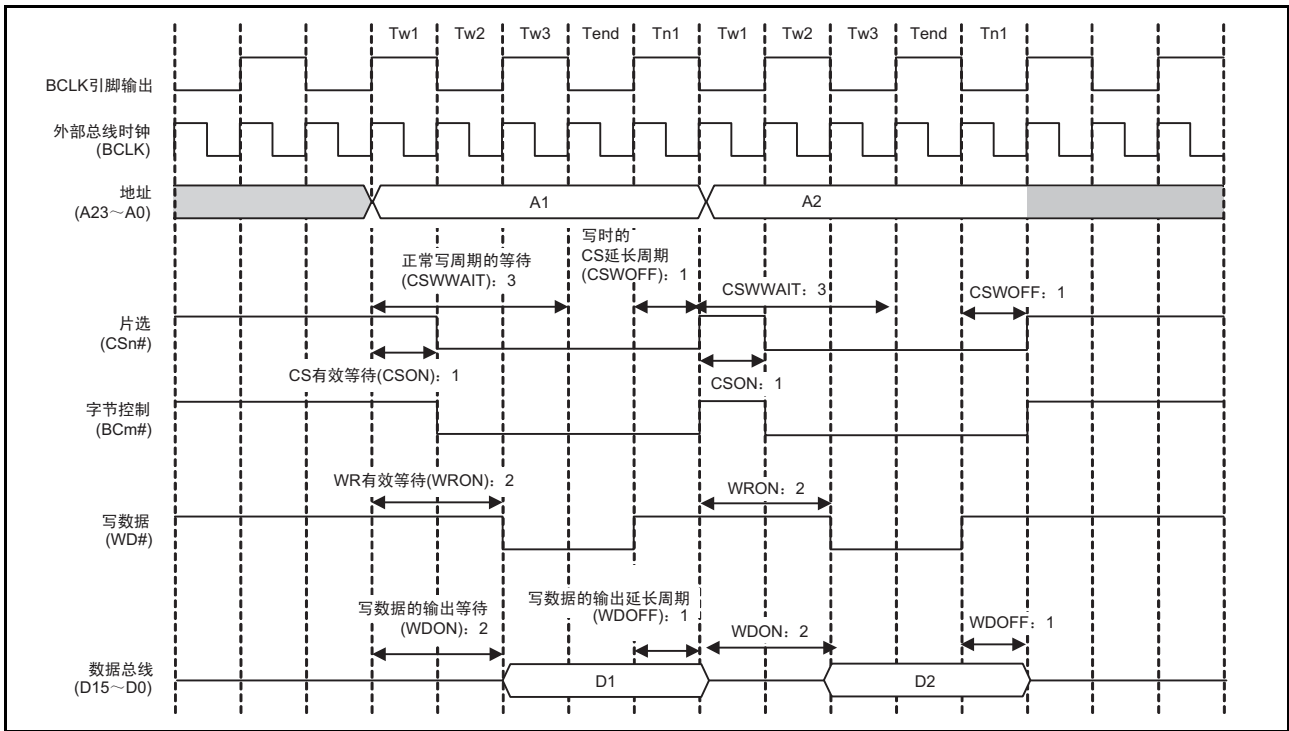 Tw1 Tw2 Tw3 Tend Tn1 Tw1 Tw2 Tw3 Tend Tn1
BCLK引脚输出
外部总线时钟
(BCLK)
地址
(A23～A0)
A1
A2
正常写周期的等待
(CSWWAIT)：3
写时的
CS延长周期
(CSWOFF)：1
CSWWAIT：3
CSWOFF：1
片选
(CSn#)
CS有效等待(CSON)：1
CSON：1
字节控制
(BCm#)
WR有效等待(WRON)：2
WRON：2
写数据
(WD#)
写数据的输出等待
(WDON)：2
写数据的输出延长周期
(WDOFF)：1
WDON：2
WDOFF：1
数据总线
(D15～D0)
D1
D2